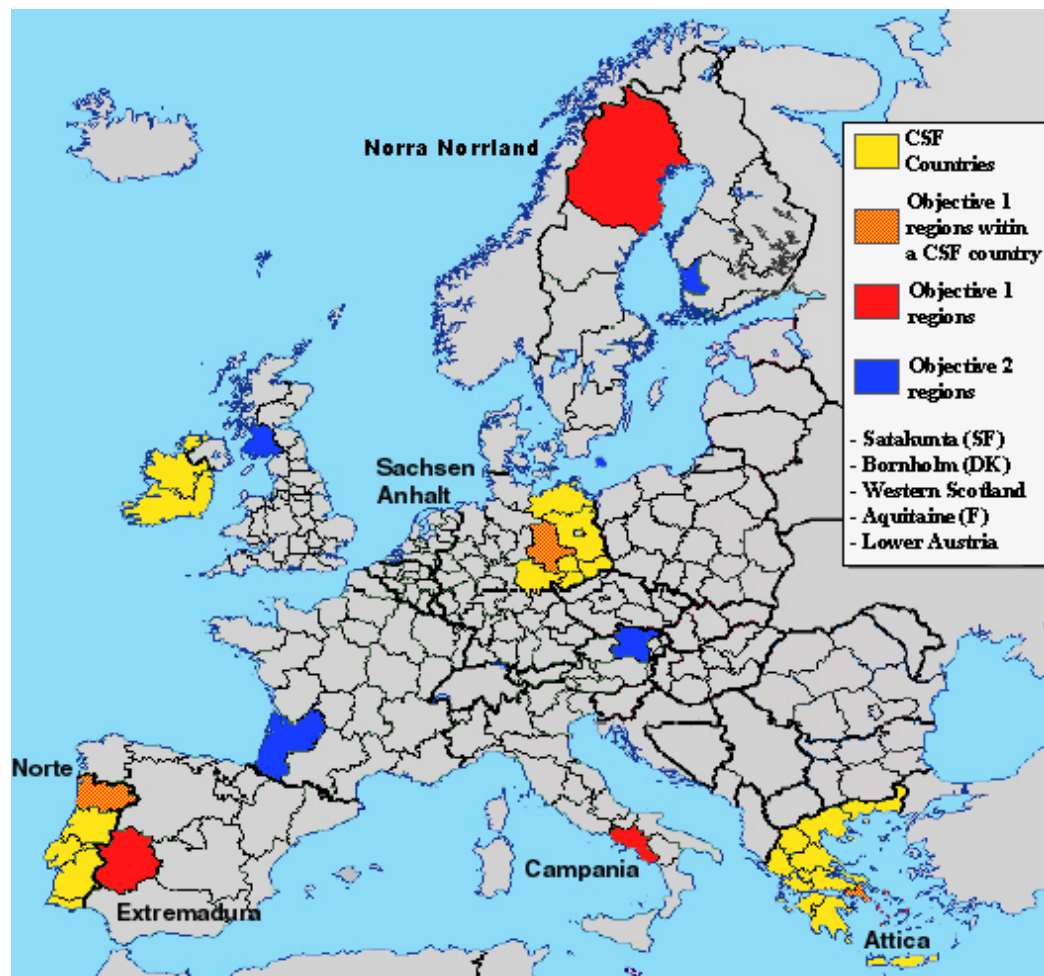 Norra Norrland
CSF
Countries
Objective 1
regions witin
a CSF country
Objective 1
regions
Objective 2
regions
- Satakunta (SF)
- Bornholm (DK)
- Western Scotland
- Aquitaine (F)
- Lower Austria
Sachsen
Anhalt
Norte
Extremadura
Campania
Attica